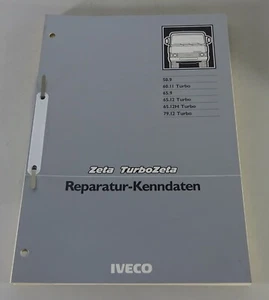 50.9
60.11 Turbo
65.9
65.12 Turbo
65.12H Turbo
79.12 Turbo
Zeta TurboZeta
Reparatur-Kenndaten
IVECO